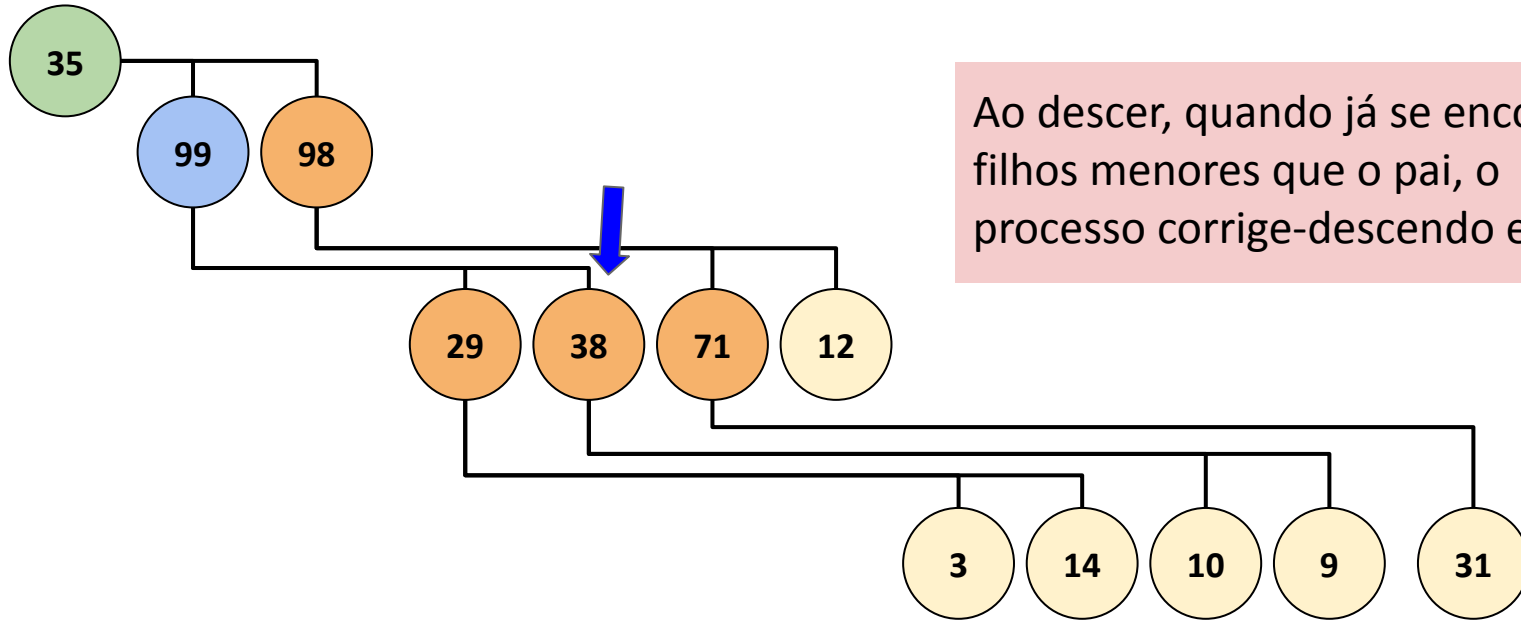 35
99 98
Ao descer, quando já se
filhos menores que o pai, o
processo corrige-descendo
29 38 71 12
3 14 10 9 31